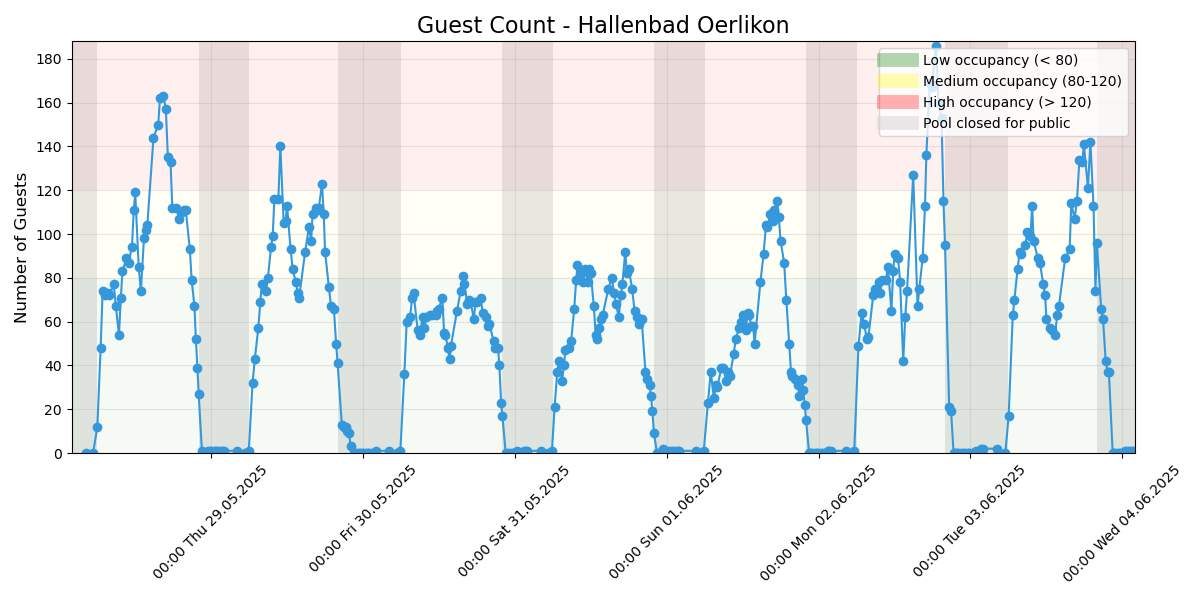 Guest Count - Hallenbad Oerlikon
Low occupancy (< 80)
Medium occupancy (80-120)
High occupancy (> 120)
Pool closed for public
Number of Guests
180
160
140
120
100
80
60
40
20
0
00:00 Thu 29.05.2025
00:00 Fri 30.05.2025
00:00 Sat 31.05.2025
00:00 Sun 01.06.2025
00:00 Mon 02.06.2025
00:00 Tue 03.06.2025
00:00 Wed 04.06.2025